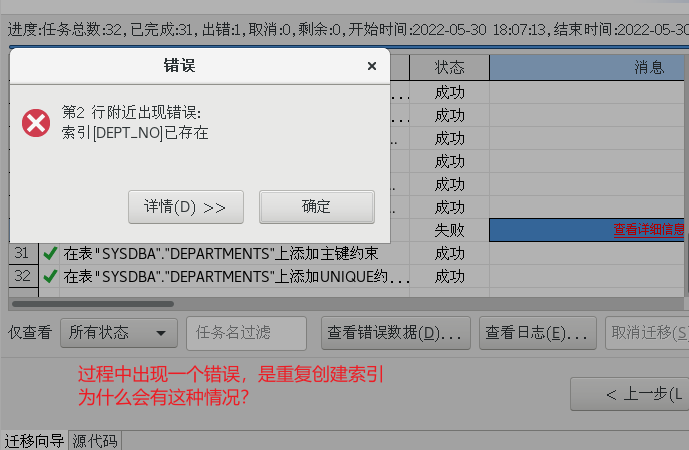 进度:任务总数:32,已完成:31,出错:1,取消:0,剩余:0,开始时间:2022-05-30 18:07:13,结束时间:2022-05-30
错误
×
状态
消息
第2 行附近出现错误:
索引[DEPT_NO]已存在
详情(D) >>
确定
... 成功
成功
... 成功
成功
.. 成功
... 成功
失败 查看详细信息
31 在表"SYSDBA"."DEPARTMENTS"上添加主键约束 成功
32 在表"SYSDBA"."DEPARTMENTS"上添加UNIQUE约... 成功
仅查看 所有状态 任务名过滤 查看错误数据(D)... 查看日志(E)... 取消迁移(S)
过程中出现一个错误，是重复创建索引
为什么会有这种情况？
< 上一步(L
迁移向导 源代码